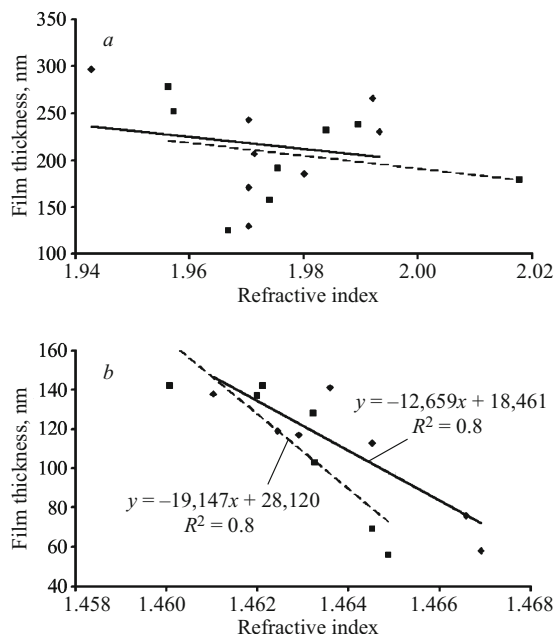 a
Film thickness, nm
350
300
250
200
150
100
1.94 1.96 1.98 2.00 2.02
Refractive index
b
Film thickness, nm
160
140
120
100
80
60
40
y = –12,659x + 18,461
R² = 0.8
y = –19,147x + 28,120
R² = 0.8
1.458 1.460 1.462 1.464 1.466 1.468
Refractive index